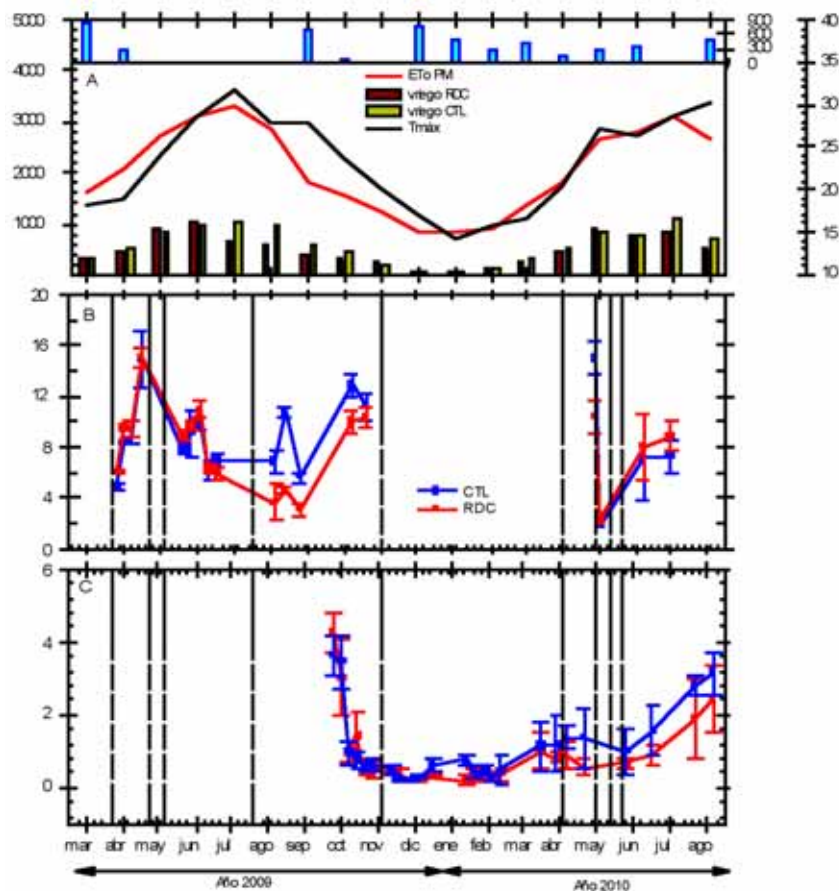 5000
4000
3000
2000
1000
900
600
300
0
40
35
30
25
20
15
10
A
ETo PM
vriego RDC
vriego CTL
Tmáx
20
16
12
8
4
0
B
CTL
RDC
6
4
2
0
C
mar abr may jun jul ago sep oct nov dic ene feb mar abr may jun jul ago
Año 2009
Año 2010